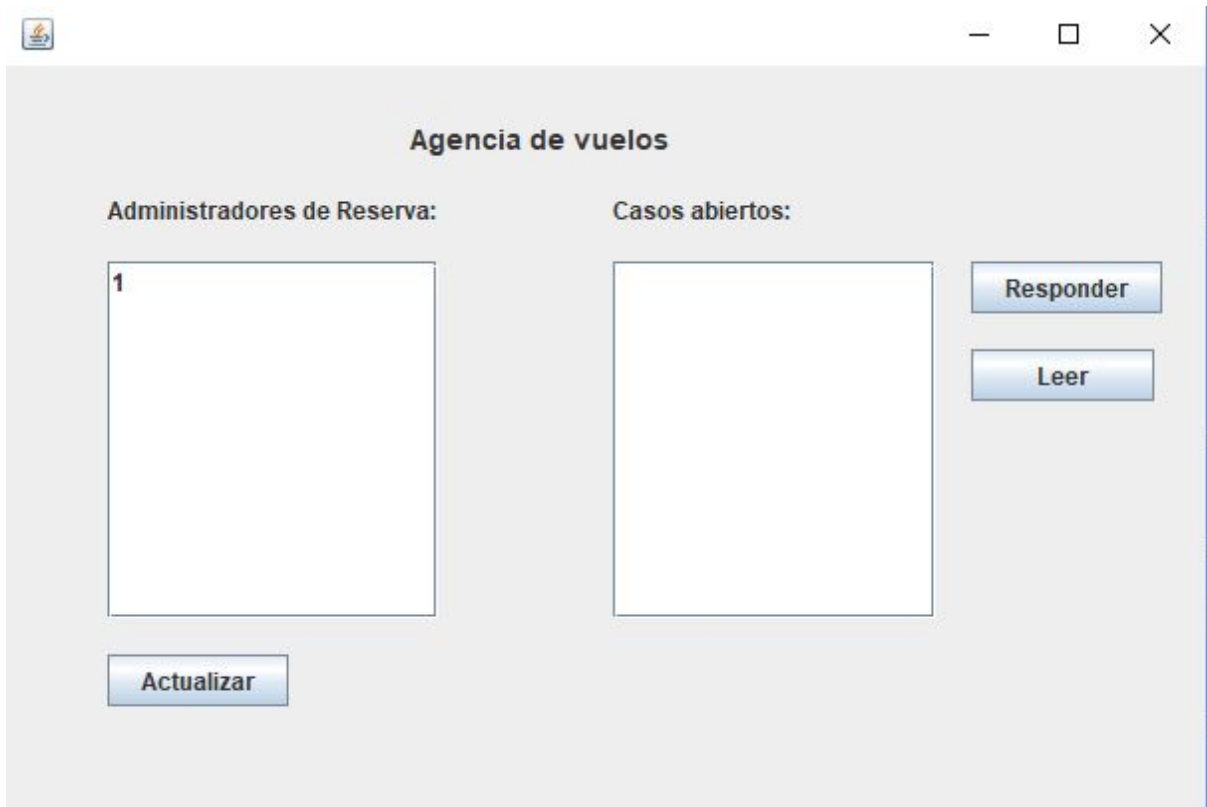 Agencia de vuelos
Administradores de Reserva:
Casos abiertos:
1
Responder
Leer
Actualizar